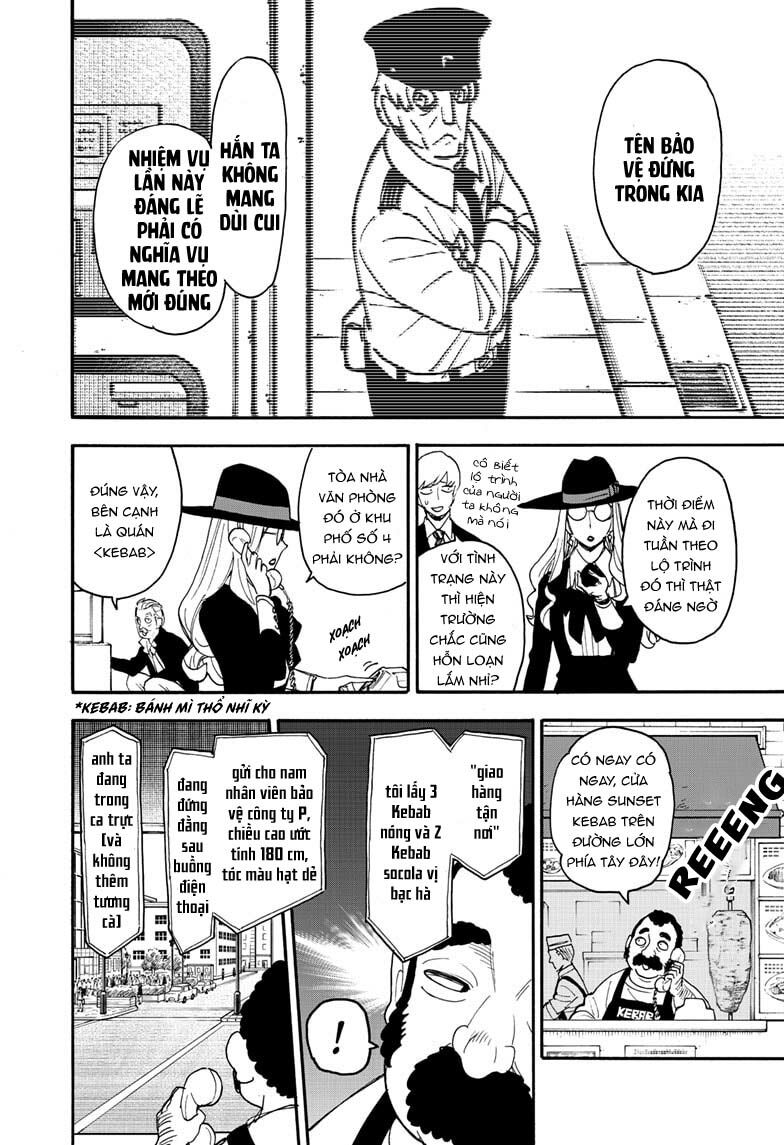 TÊN BẢO
VỆ ĐỨNG
TRONG KIA
HẮN TA
KHÔNG
MANG
DÙI CUI
NHIỆM VỤ
LẦN NÀY
ĐÁNG LẼ
PHẢI CÓ
NGHĨA VỤ
MANG THEO
MỚI ĐÚNG
THỜI ĐIỂM
NÀY MÀ ĐI
TUẦN THEO
LỘ TRÌNH
ĐÓ THÌ THẬT
ĐÁNG NGỜ
cô biết
lộ trình
của người
ta không
mà nói
VỚI TÌNH
TRẠNG NÀY
THÌ HIỆN
TRƯỜNG
CHẮC CŨNG
HỖN LOẠN
LẮM NHỈ?
TÒA NHÀ
VĂN PHÒNG
ĐÓ Ở KHU
PHỐ SỐ 4
PHẢI KHÔNG?
XOẠCH
XOẠCH
ĐÚNG VẬY,
BÊN CẠNH
LÀ QUÁN
<KEBAB>
*KEBAB: BÁNH MÌ THỔ NHĨ KỲ
REEEENG
CÓ NGAY CÓ
NGAY, CỬA
HÀNG SUNSET
KEBAB TRÊN
ĐƯỜNG LỚN
PHÍA TÂY ĐÂY!
KEBAB
"giao
hàng
tận
nơi"
tôi lấy 3
Kebab
nóng và 2
Kebab
socola vị
bạc hà
!
gửi cho nam
nhân viên bảo
vệ công ty P,
chiều cao ước
tính 180 cm,
tóc màu hạt dẻ
đang
đứng
đằng sau
buồng
điện
thoại
anh ta
đang
trong
ca trực
[và
không
thêm
tương
cà]